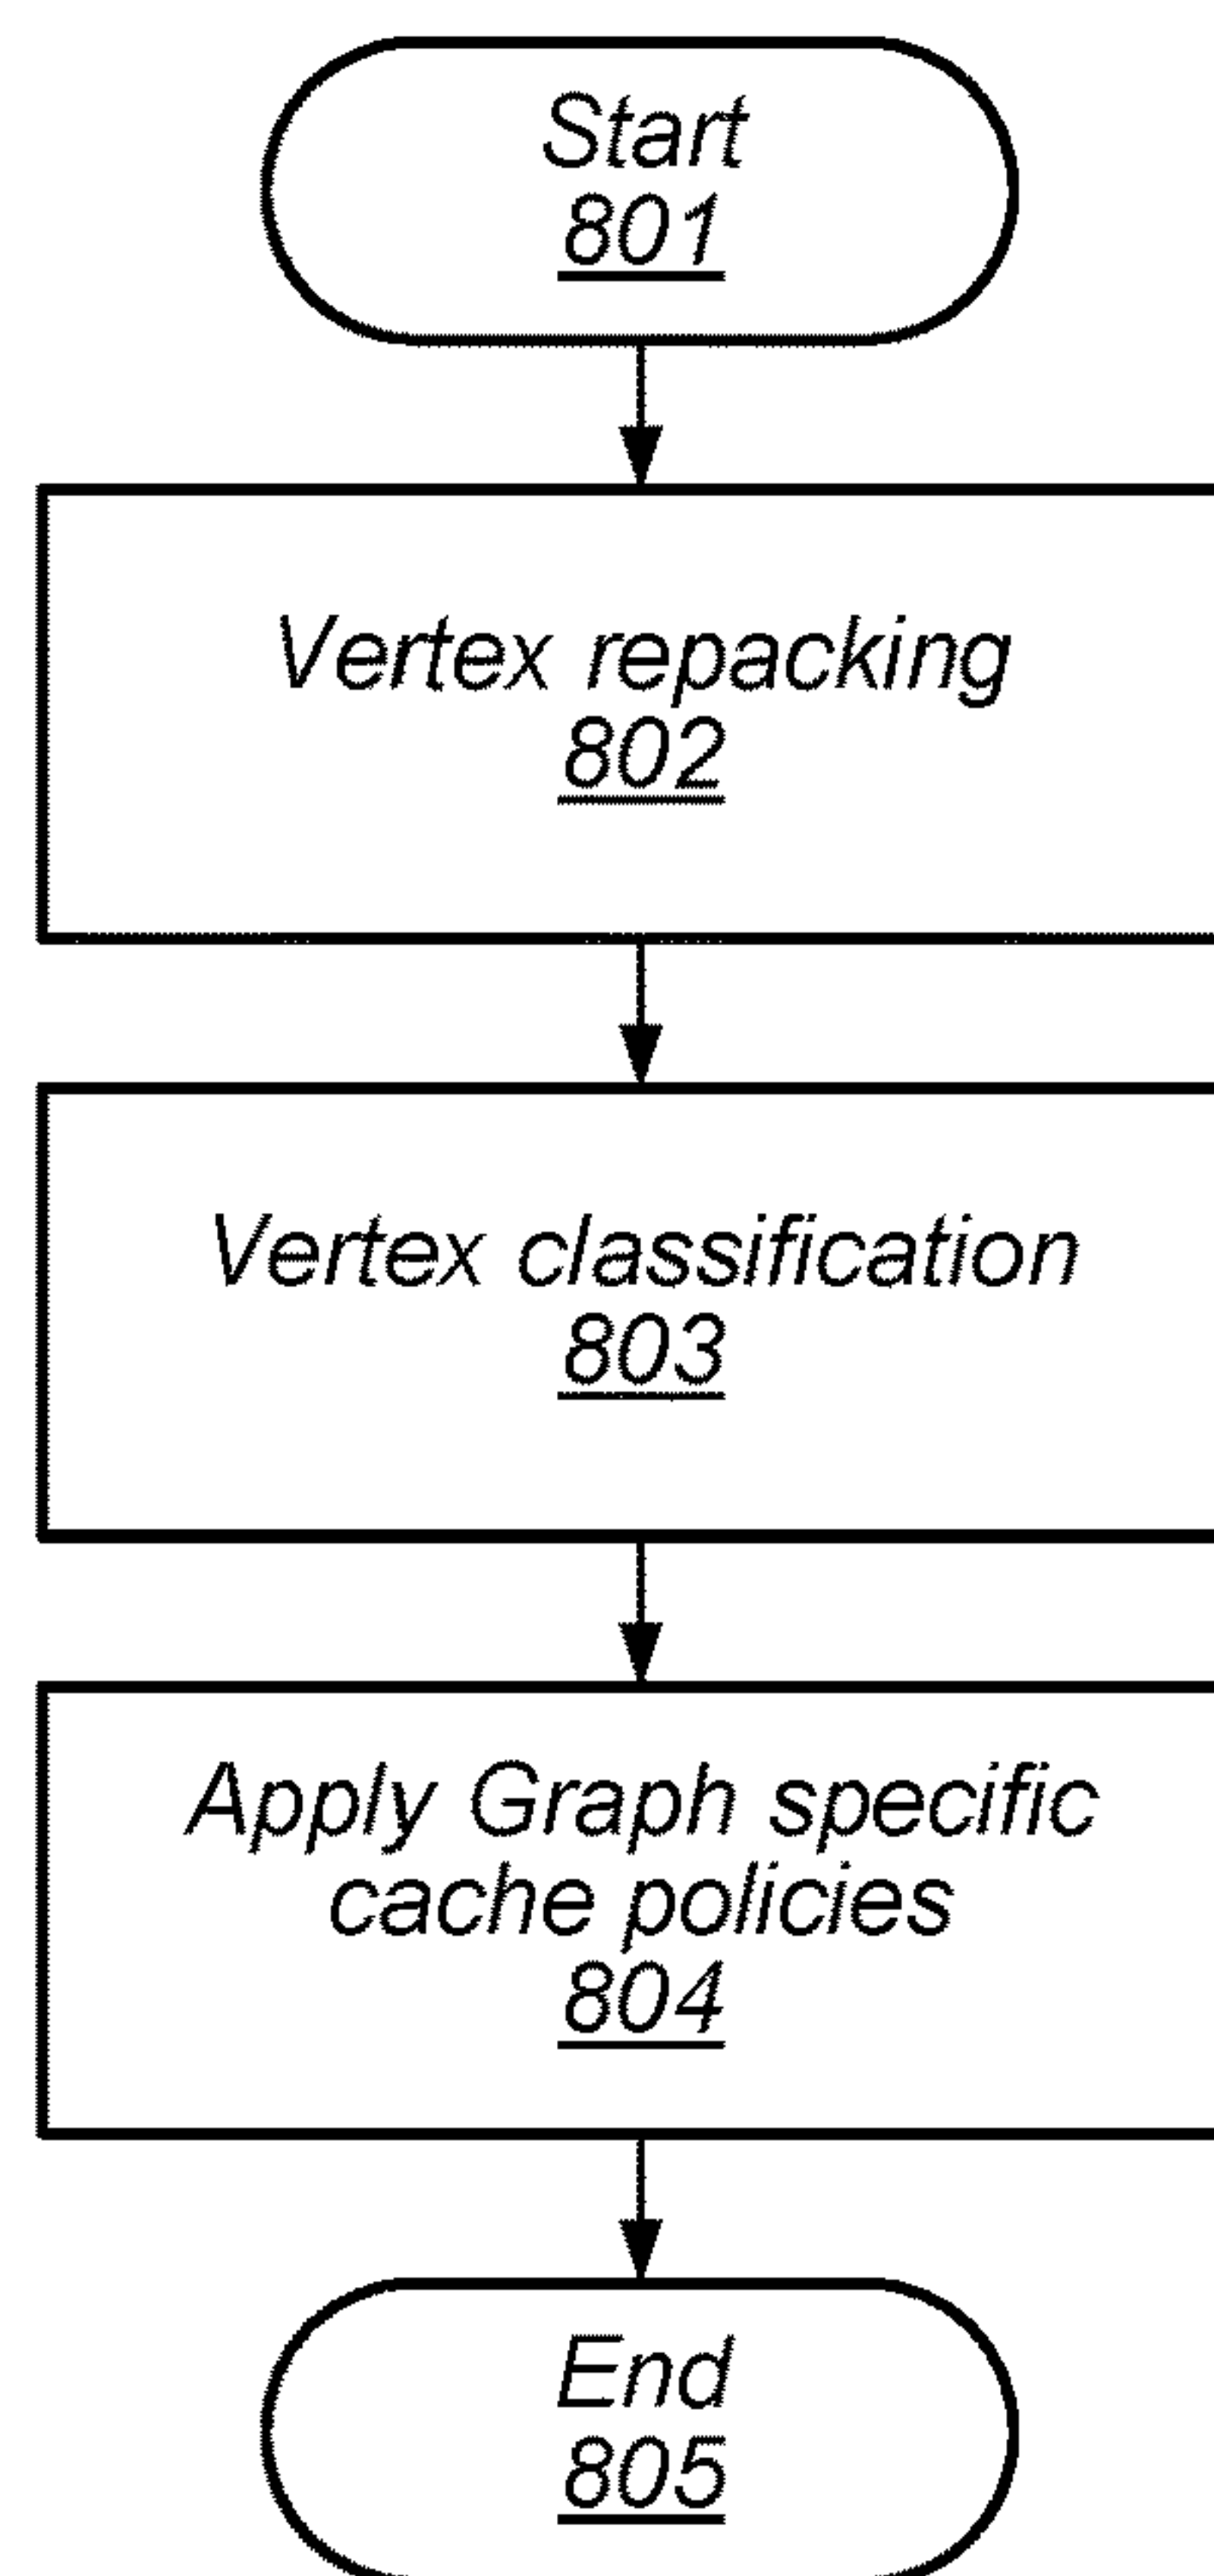 Start
801
Vertex repacking
802
Vertex classification
803
Apply Graph specific
cache policies
804
End
805